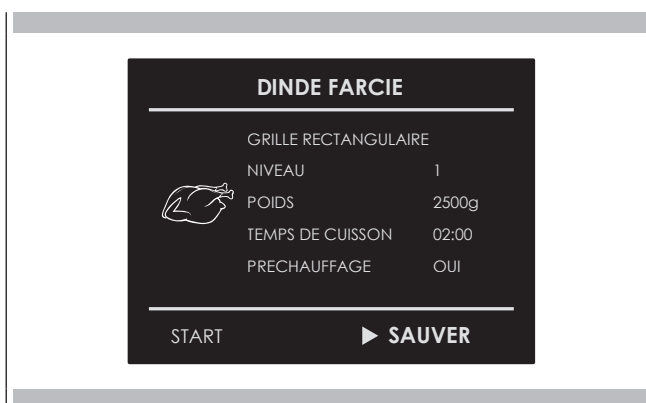 DINDE FARCIE
GRILLE RECTANGULAIRE
NIVEAU 1
POIDS 2500g
TEMPS DE CUISSON 02:00
PRECHAUFFAGE OUI
START ▶ SAUVER